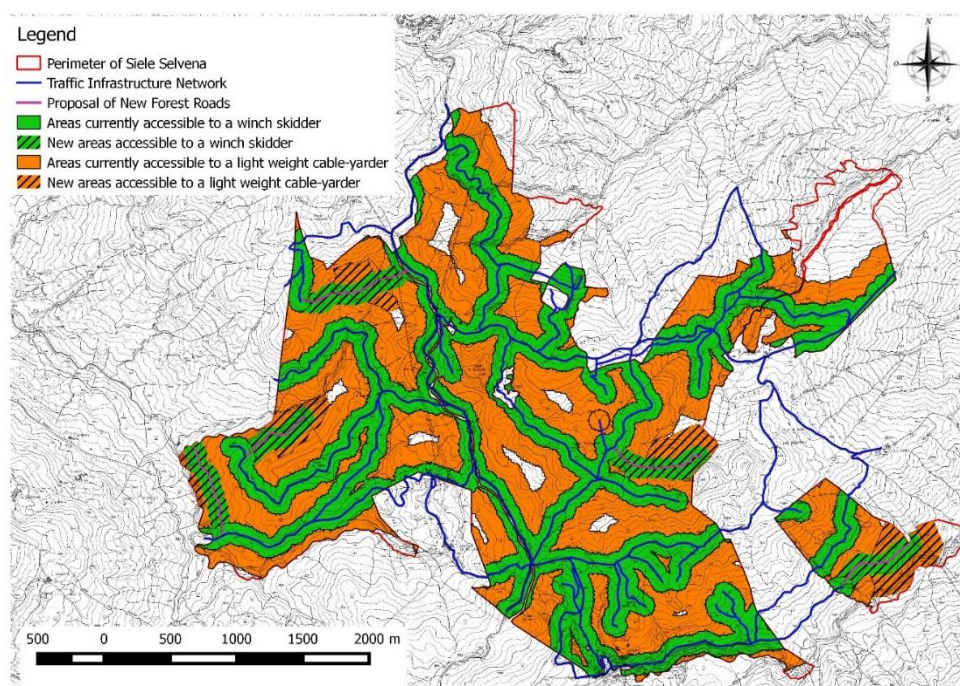 Legend
Perimeter of Siele Selvena
Traffic Infrastructure Network
Proposal of New Forest Roads
Areas currently accessible to a winch skidder
New areas accessible to a winch skidder
Areas currently accessible to a light weight cable-yarder
New areas accessible to a light weight cable-yarder
N
O
E
S
500 0 500 1000 1500 2000 m